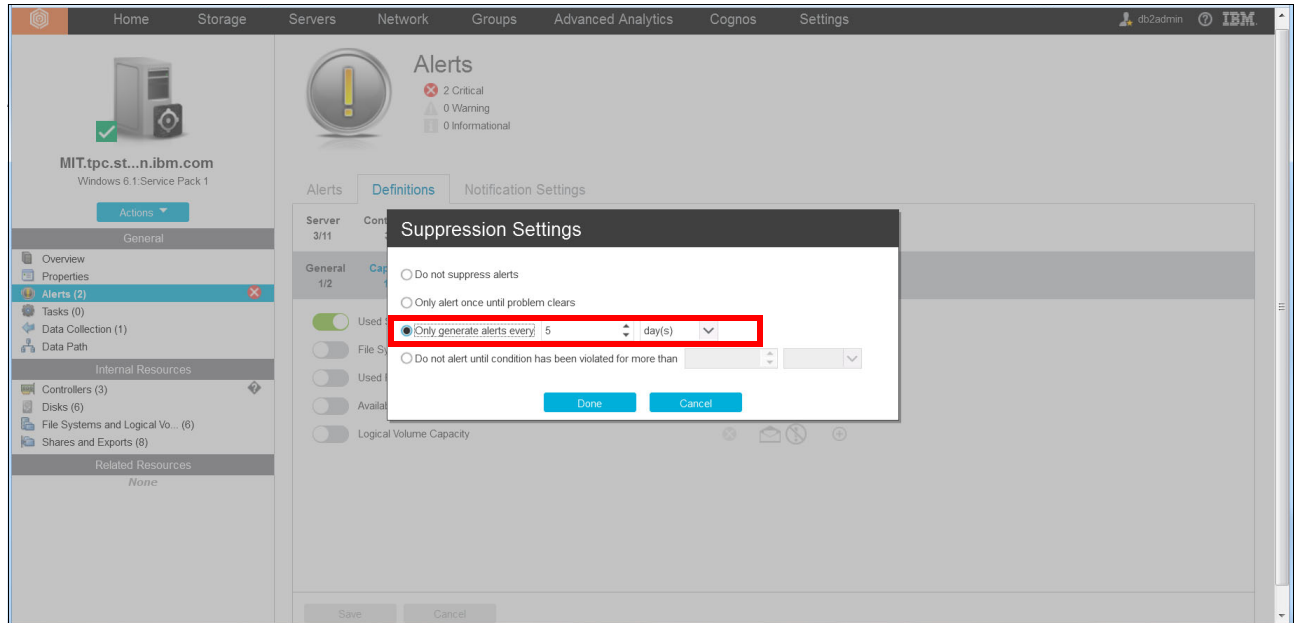 Home Storage Servers Network Groups Advanced Analytics Cognos Settings db2admin IBM.
MIT.tpc.st...n.ibm.com
Windows 6.1:Service Pack 1
Actions
General
Overview
Properties
Alerts (2)
Tasks (0)
Data Collection (1)
Data Path
Internal Resources
Controllers (3)
Disks (6)
File Systems and Logical Vo... (6)
Shares and Exports (8)
Related Resources
None
Alerts
2 Critical
0 Warning
0 Informational
Alerts Definitions Notification Settings
Server
3/11
General
1/2
Used
File
Used
Logical Volume Capacity
Suppression Settings
Do not suppress alerts
Only alert once until problem clears
Only generate alerts every 5 day(s)
Do not alert until condition has been violated for more than
Done Cancel
Save Cancel